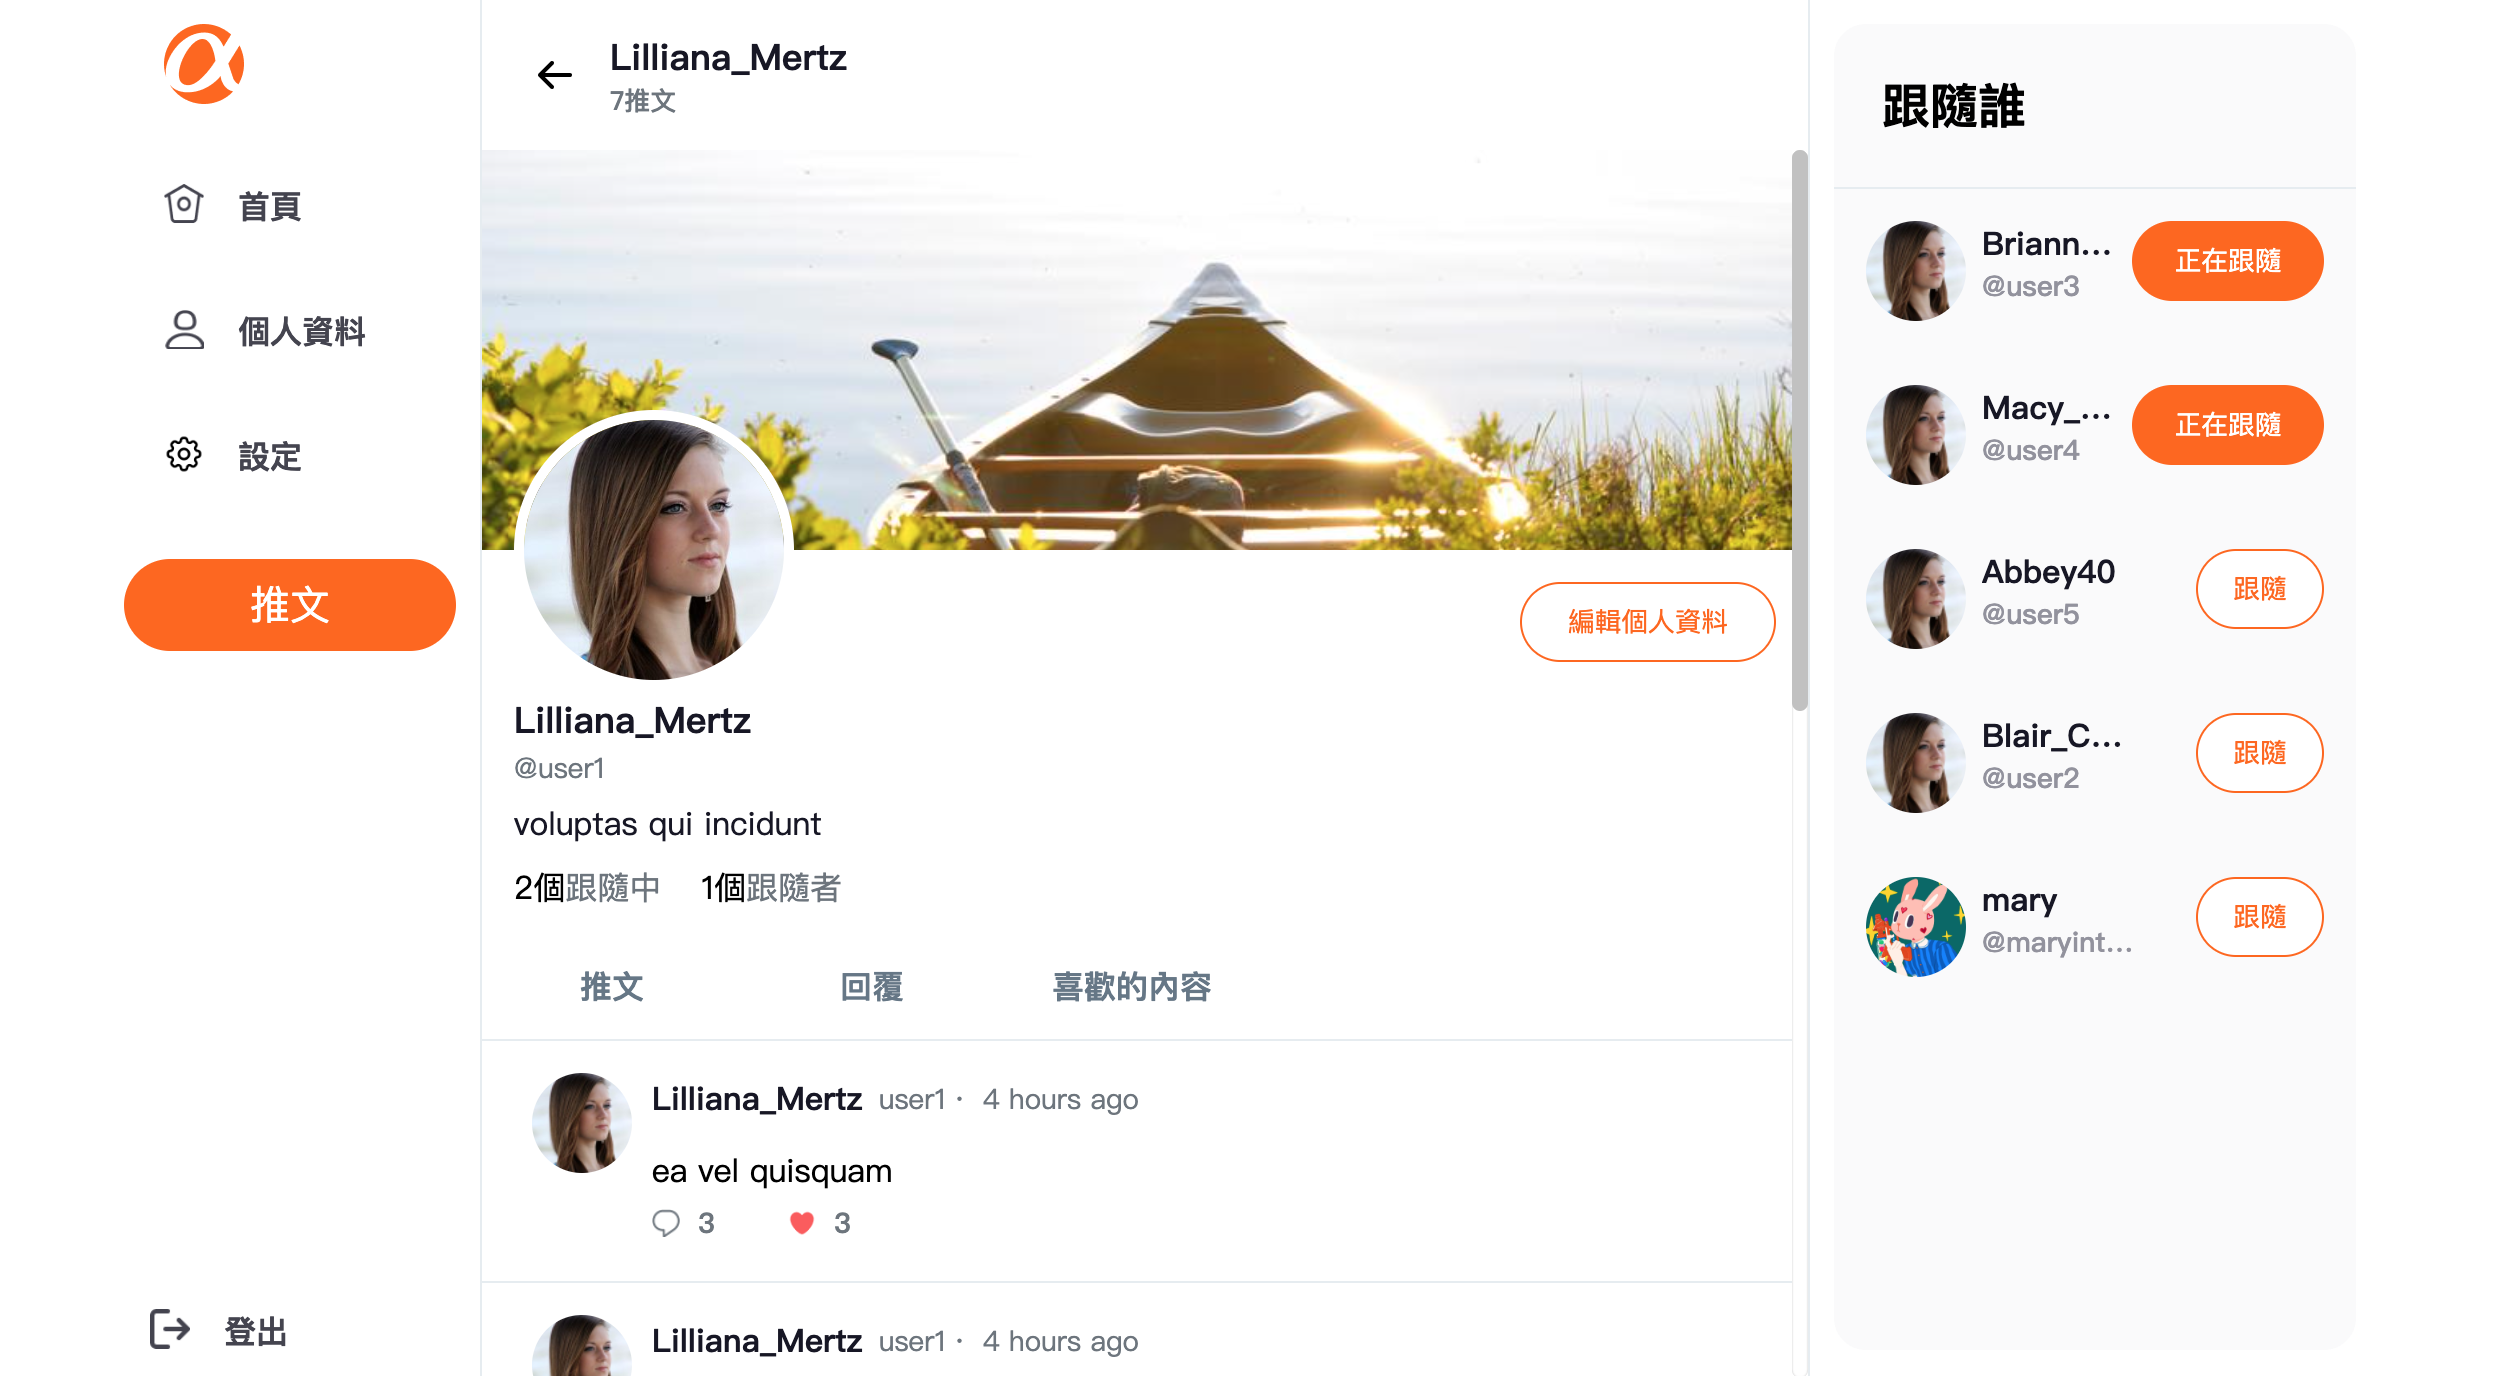 首頁
個人資料
設定
推文
登出
Lilliana_Mertz
7推文
編輯個人資料
Lilliana_Mertz
@user1
voluptas qui incidunt
2個跟隨中 1個跟隨者
推文 回覆 喜歡的內容
Lilliana_Mertz user1 · 4 hours ago
ea vel quisquam
3 3
Lilliana_Mertz user1 · 4 hours ago
跟隨誰
Briann...
@user3
正在跟隨
Macy_...
@user4
正在跟隨
Abbey40
@user5
跟隨
Blair_C...
@user2
跟隨
mary
@maryint...
跟隨